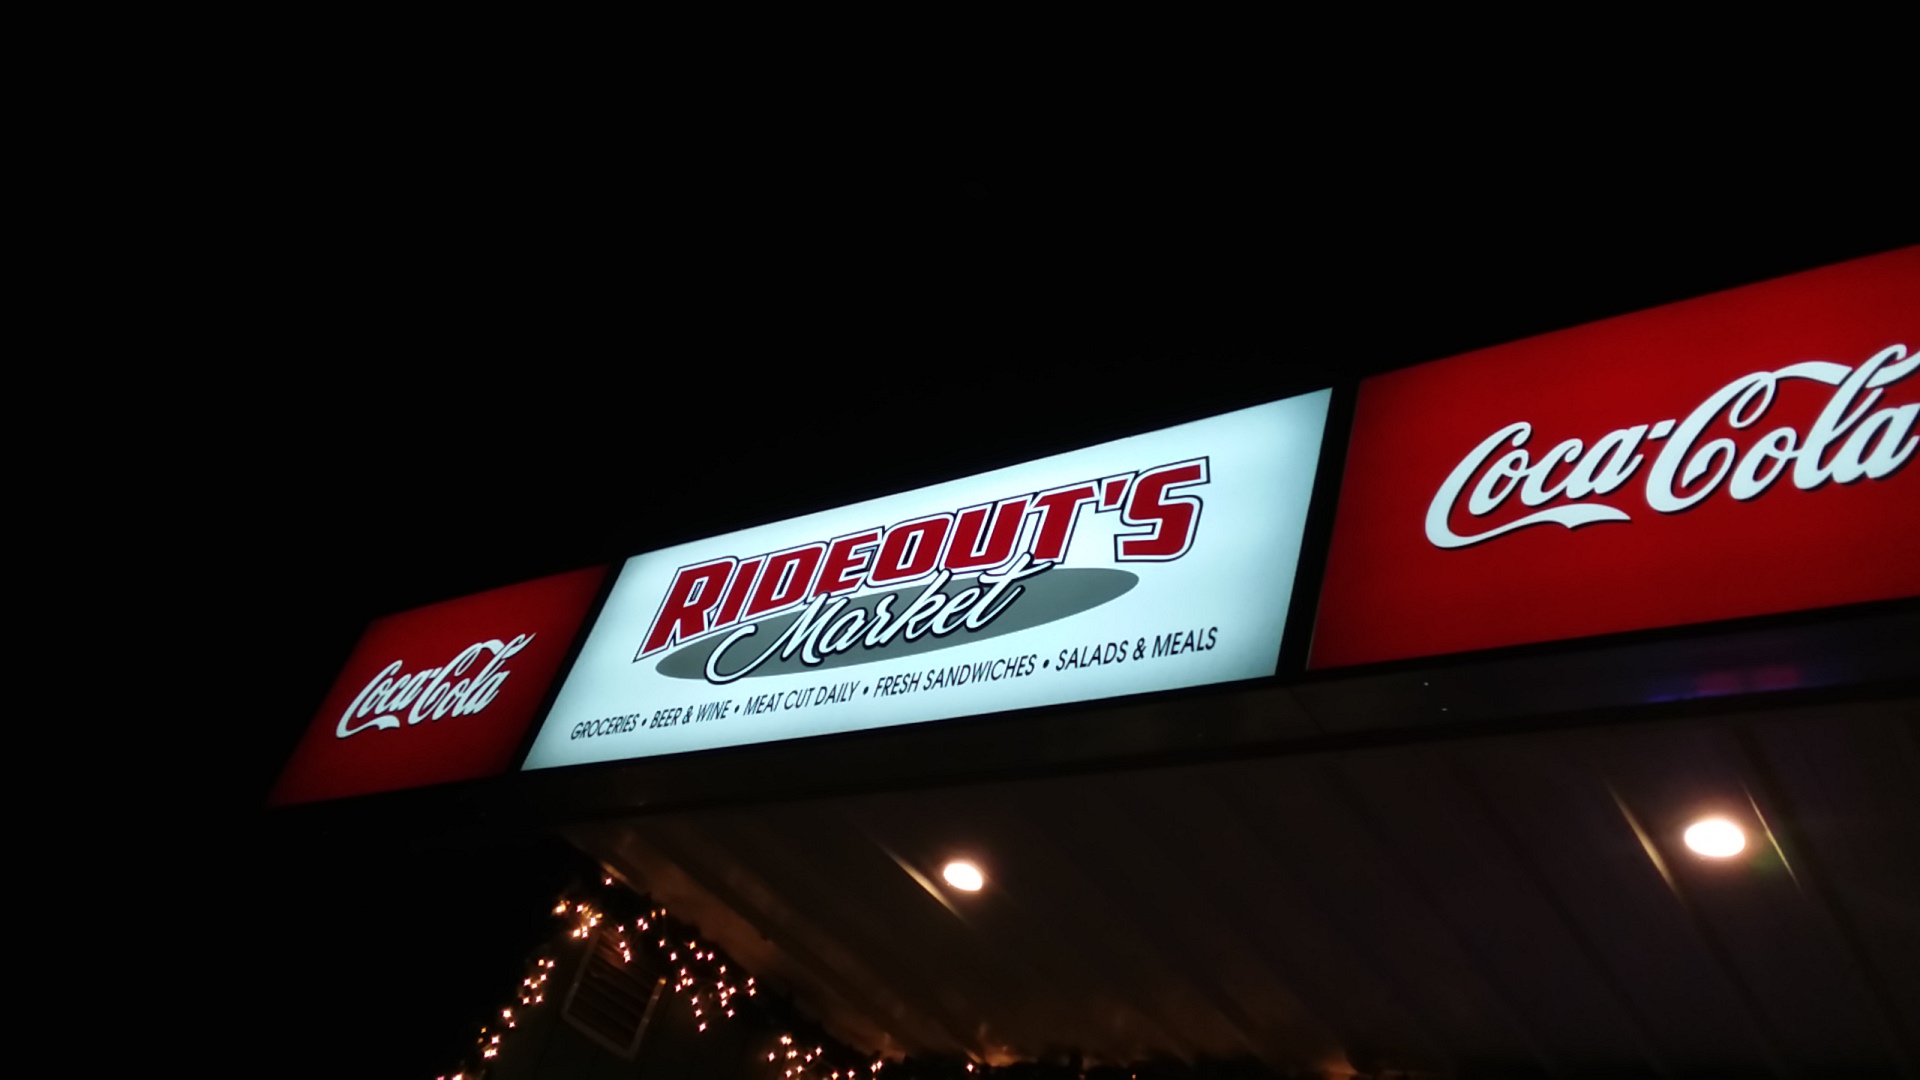 Coca-Cola
RIDEOUT'S
Market
GROCERIES • BEER & WINE • MEAT CUT DAILY • FRESH SANDWICHES • SALADS & MEALS
Coca-Cola